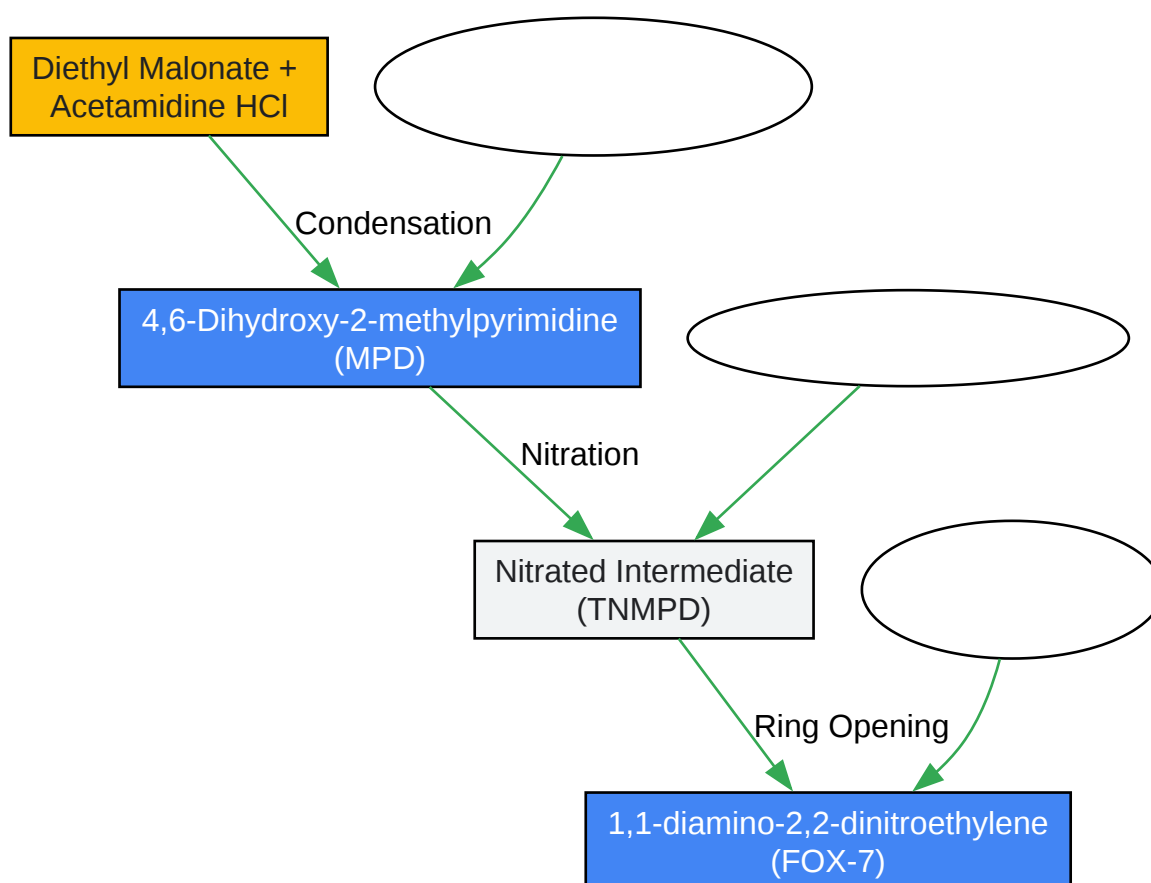 Diethyl Malonate +
Acetamidine HCl
Condensation
4,6-Dihydroxy-2-methylpyrimidine
(MPD)
Nitration
Nitrated Intermediate
(TNMPD)
Ring Opening
1,1-diamino-2,2-dinitroethylene
(FOX-7)